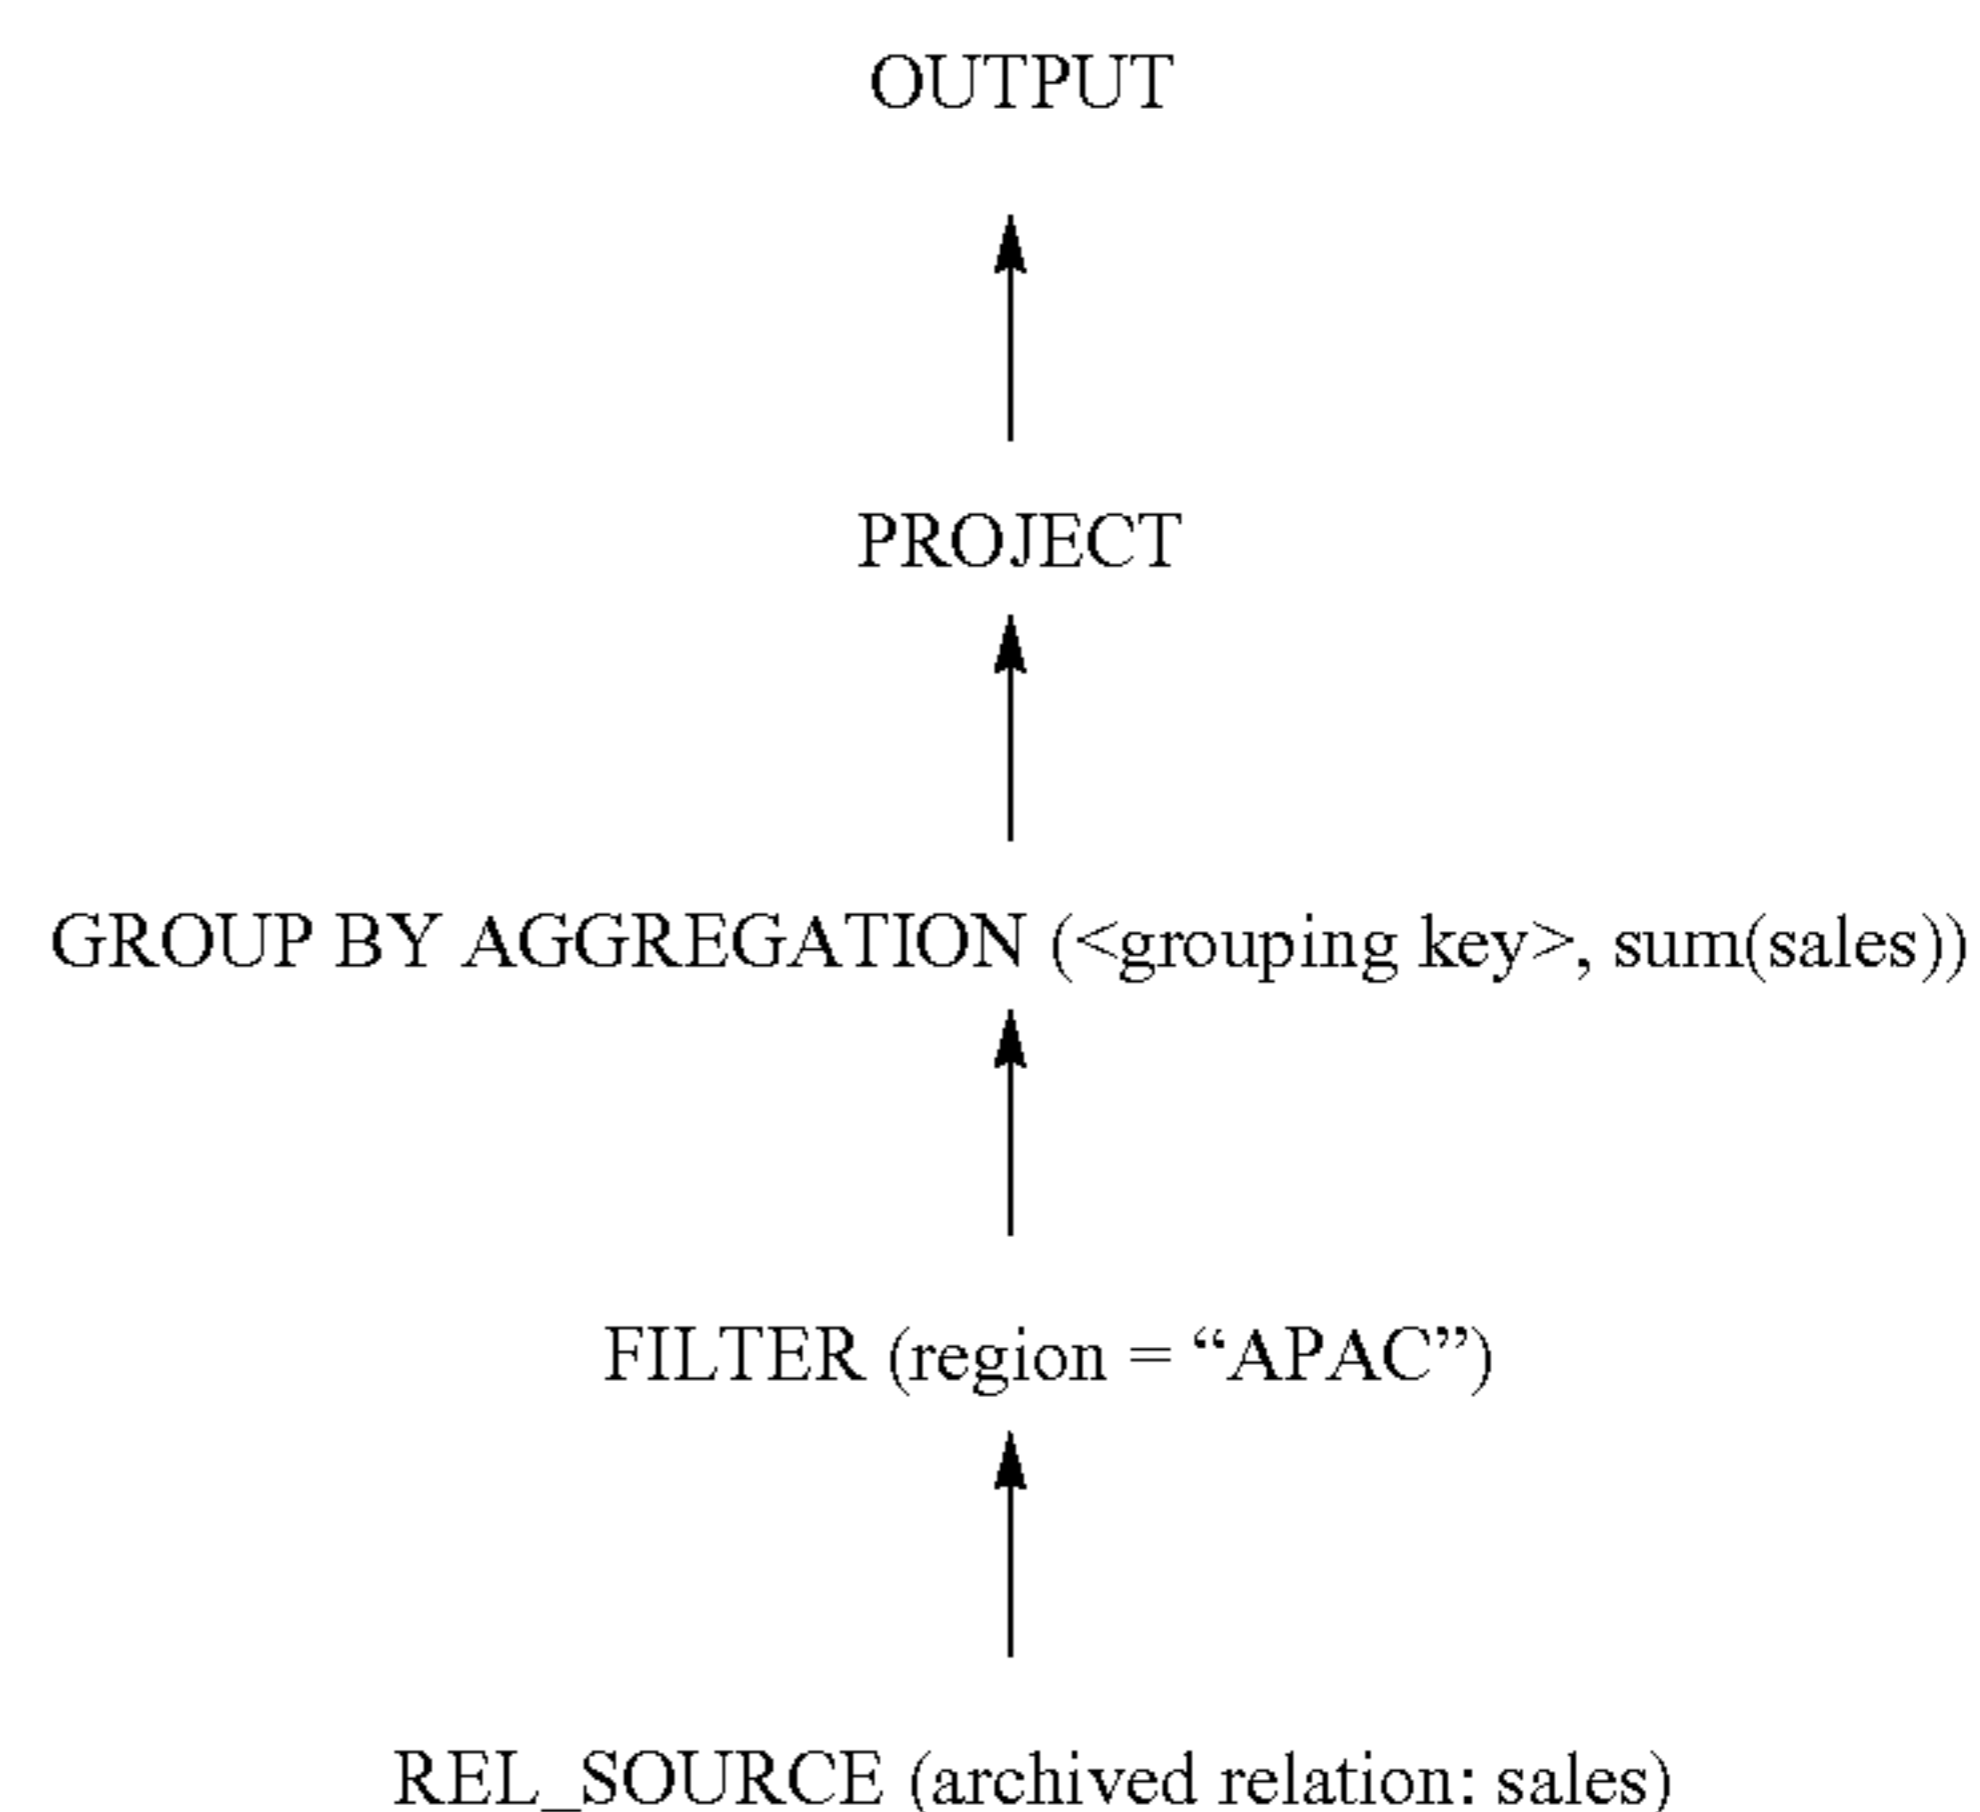 OUTPUT
PROJECT
GROUP BY AGGREGATION (<grouping key>, sum(sales))
FILTER (region = “APAC”)
REL_SOURCE (archived relation: sales)